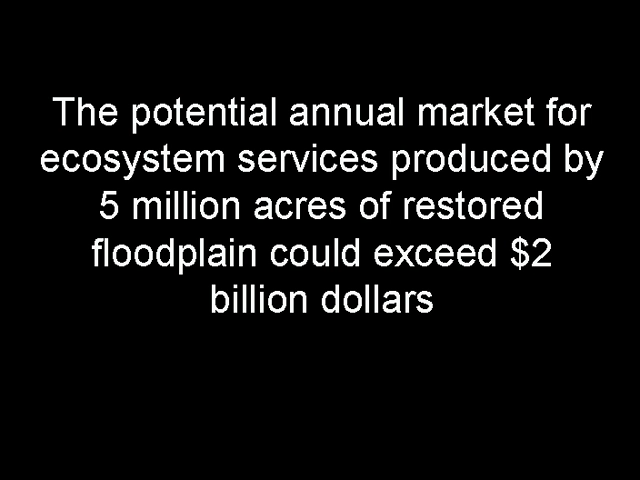 The potential annual market for
ecosystem services produced by
5 million acres of restored
floodplain could exceed $2
billion dollars